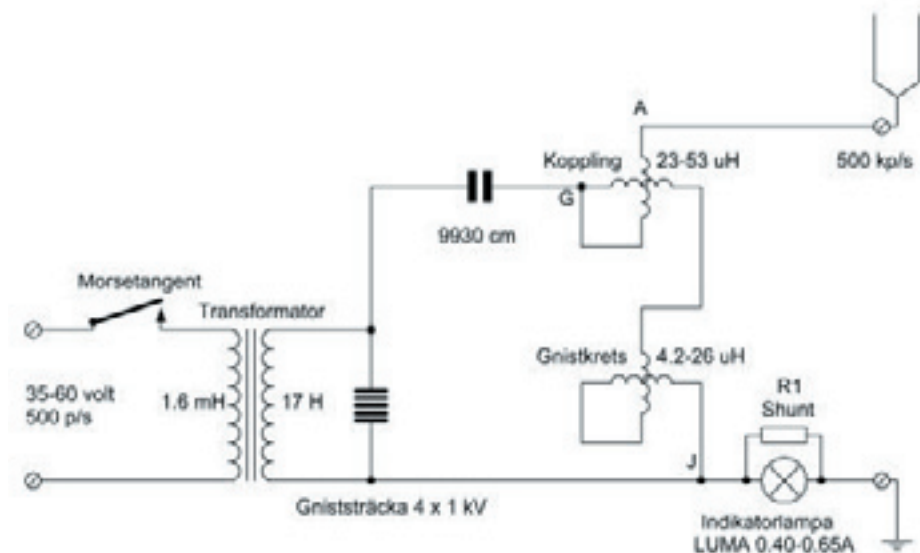 A
Koppling
23-53 uH
500 kp/s
G
9930 cm
Morsetangent
Transformator
Gnistkrets
4.2-26 uH
35-60 volt
500 p/s
1.6 mH
17 H
R1
Shunt
J
Gniststräcka 4 x 1 kV
Indikatorlampa
LUMA 0.40-0.65A